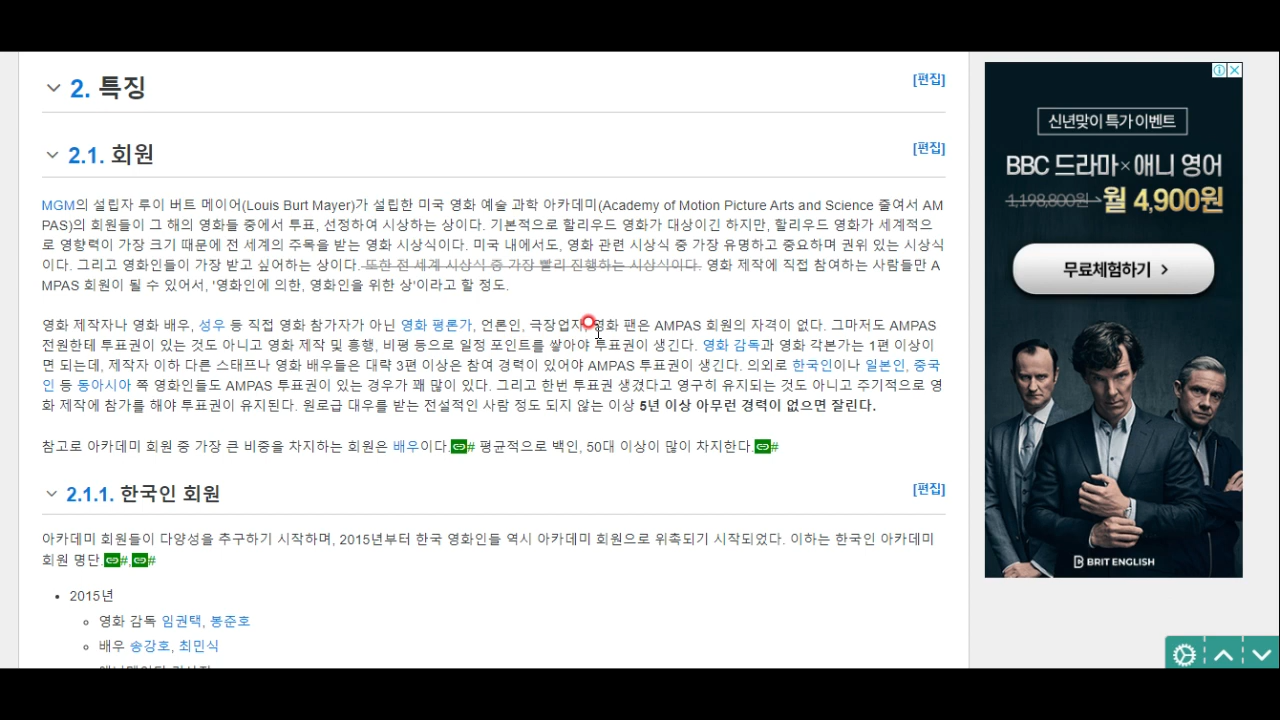 2. 특징
[편집]
2.1. 회원
[편집]
MGM의 설립자 루이 버트 메이어(Louis Burt Mayer)가 설립한 미국 영화 예술 과학 아카데미(Academy of Motion Picture Arts and Science 줄여서 AM
PAS)의 회원들이 그 해의 영화들 중에서 투표, 선정하여 시상하는 상이다. 기본적으로 할리우드 영화가 대상이긴 하지만, 할리우드 영화가 세계적으
로 영향력이 가장 크기 때문에 전 세계의 주목을 받는 영화 시상식이다. 미국 내에서도, 영화 관련 시상식 중 가장 유명하고 중요하며 권위 있는 시상식
이다. 그리고 영화인들이 가장 받고 싶어하는 상이다. 또한 전 세계 시상식 중 가장 빨리 진행하는 시상식이다. 영화 제작에 직접 참여하는 사람들만 A
MPAS 회원이 될 수 있어서, '영화인에 의한, 영화인을 위한 상'이라고 할 정도.
영화 제작자나 영화 배우, 성우 등 직접 영화 참가자가 아닌 영화 평론가, 언론인, 극장업자, 영화 팬은 AMPAS 회원의 자격이 없다. 그마저도 AMPAS
전원한테 투표권이 있는 것도 아니고 영화 제작 및 흥행, 비평 등으로 일정 포인트를 쌓아야 투표권이 생긴다. 영화 감독과 영화 각본가는 1편 이상이
면 되는데, 제작자 이하 다른 스태프나 영화 배우들은 대략 3편 이상은 참여 경력이 있어야 AMPAS 투표권이 생긴다. 의외로 한국인이나 일본인, 중국
인 등 동아시아 쪽 영화인들도 AMPAS 투표권이 있는 경우가 꽤 많이 있다. 그리고 한번 투표권 생겼다고 영구히 유지되는 것도 아니고 주기적으로 영
화 제작에 참가를 해야 투표권이 유지된다. 원로급 대우를 받는 전설적인 사람 정도 되지 않는 이상 5년 이상 아무런 경력이 없으면 잘린다.
참고로 아카데미 회원 중 가장 큰 비중을 차지하는 회원은 배우이다.# 평균적으로 백인, 50대 이상이 많이 차지한다.#
2.1.1. 한국인 회원
[편집]
아카데미 회원들이 다양성을 추구하기 시작하며, 2015년부터 한국 영화인들 역시 아카데미 회원으로 위촉되기 시작되었다. 이하는 한국인 아카데미
회원 명단.#,#
• 2015년
영화 감독 임권택, 봉준호
배우 송강호, 최민식
신년맞이 특가 이벤트
BBC 드라마×애니 영어
1,198,800원→월 4,900원
무료체험하기 >
BRIT ENGLISH